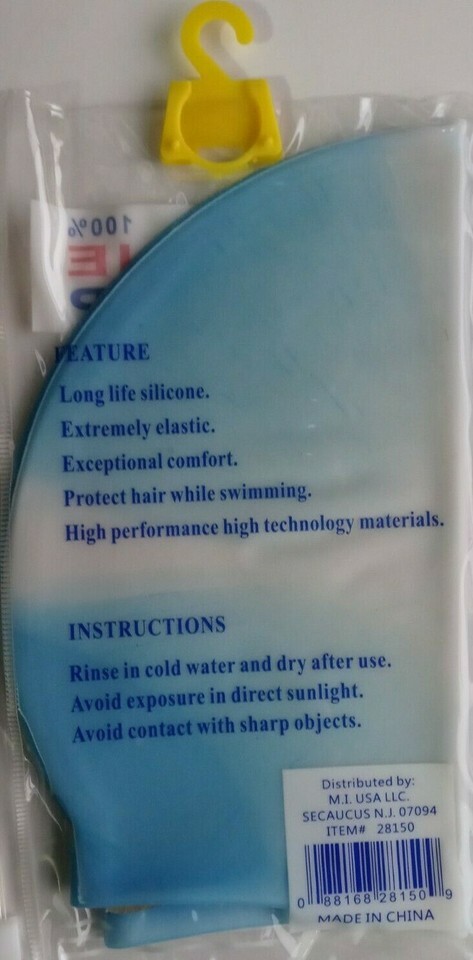 100%
FEATURE
Long life silicone.
Extremely elastic.
Exceptional comfort.
Protect hair while swimming.
High performance high technology materials.
INSTRUCTIONS
Rinse in cold water and dry after use.
Avoid exposure in direct sunlight.
Avoid contact with sharp objects.
Distributed by:
M.I. USA LLC.
SECAUCUS N.J. 07094
ITEM# 28150
0 88168 28150 9
MADE IN CHINA